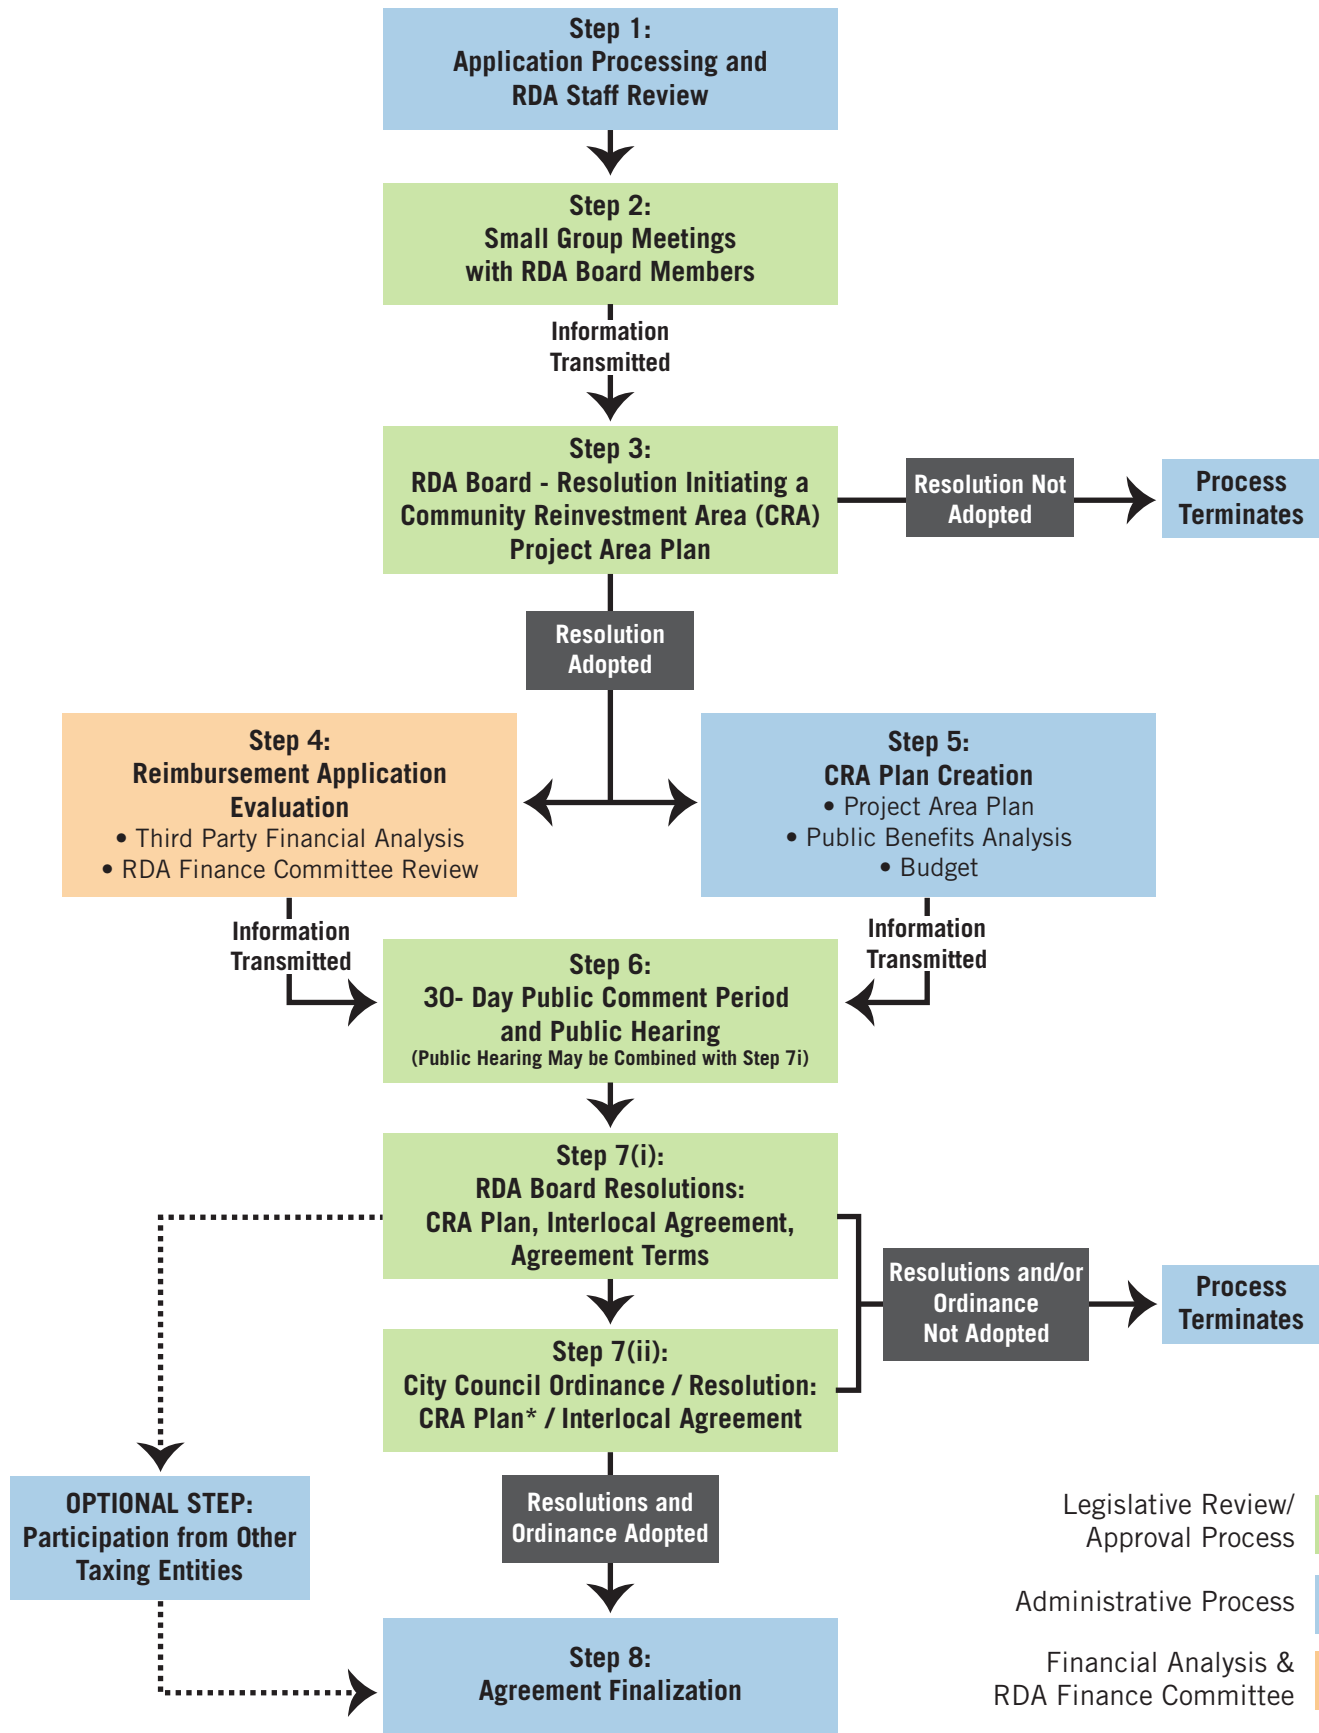 Step 1:
Application Processing and
RDA Staff Review
Step 2:
Small Group Meetings
with RDA Board Members
Information
Transmitted
Step 3:
RDA Board - Resolution Initiating a
Community Reinvestment Area (CRA)
Project Area Plan
Resolution Not
Adopted
Process
Terminates
Resolution
Adopted
Step 4:
Reimbursement Application
Evaluation
• Third Party Financial Analysis
• RDA Finance Committee Review
Step 5:
CRA Plan Creation
• Project Area Plan
• Public Benefits Analysis
• Budget
Information
Transmitted
Information
Transmitted
Step 6:
30- Day Public Comment Period
and Public Hearing
(Public Hearing May be Combined with Step 7i)
Step 7(i):
RDA Board Resolutions:
CRA Plan, Interlocal Agreement,
Agreement Terms
Resolutions and/or
Ordinance
Not Adopted
Process
Terminates
Step 7(ii):
City Council Ordinance / Resolution:
CRA Plan* / Interlocal Agreement
Resolutions and
Ordinance Adopted
OPTIONAL STEP:
Participation from Other
Taxing Entities
Step 8:
Agreement Finalization
Legislative Review/
Approval Process
Administrative Process
Financial Analysis &
RDA Finance Committee